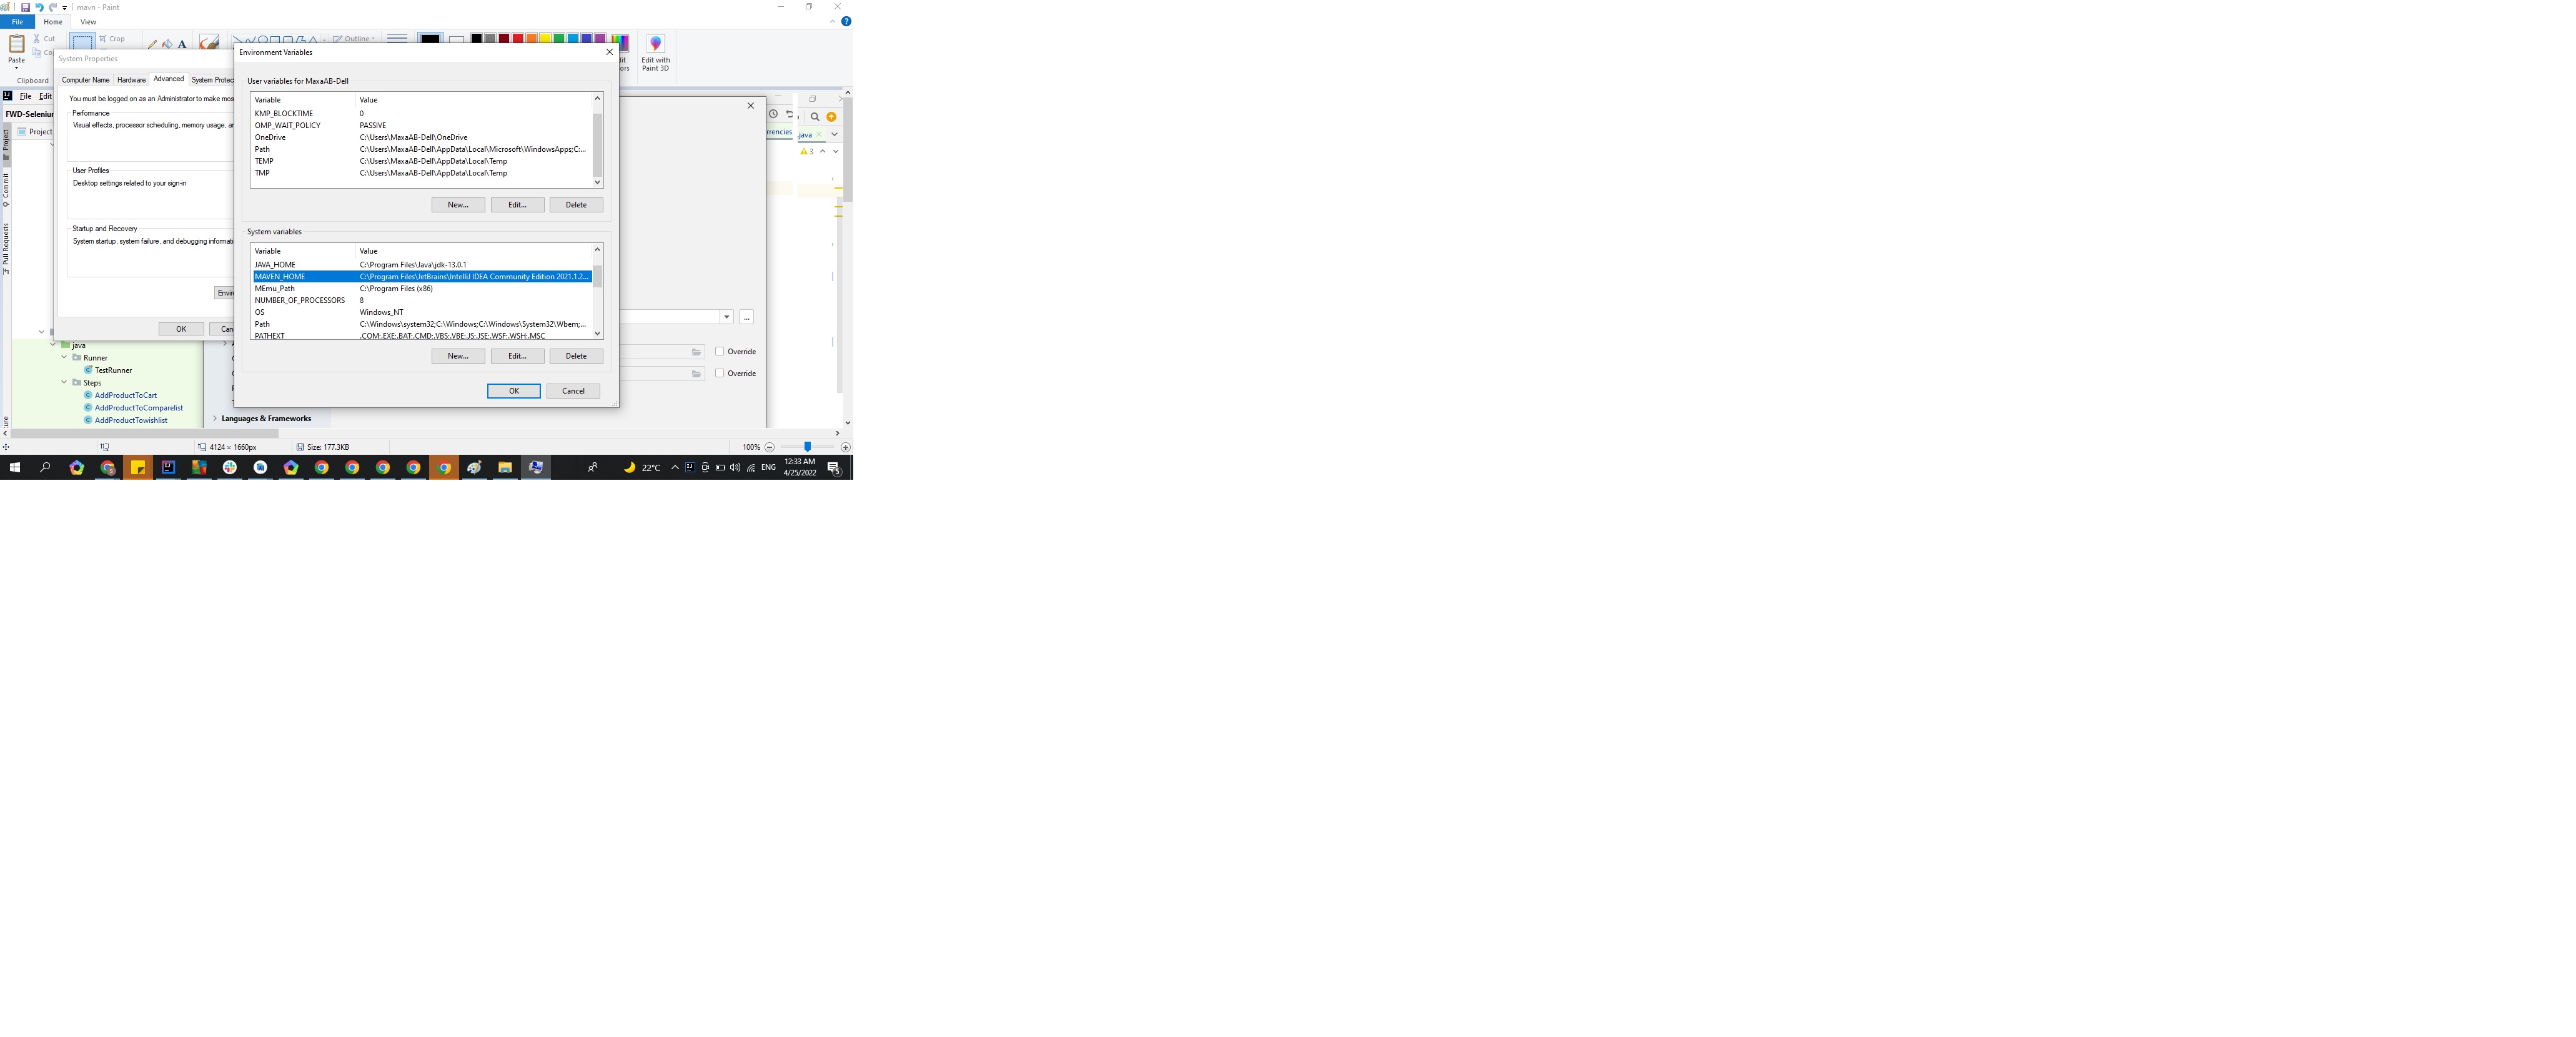 mavn - Paint
File Home View
Cut
Crop
Outline
Paste
Clipboard
Edit with
Paint 3D
System Properties
Computer Name Hardware Advanced System Protec
You must be logged on as an Administrator to make mos
Performance
Visual effects, processor scheduling, memory usage, an
User Profiles
Desktop settings related to your sign-in
Startup and Recovery
System startup, system failure, and debugging informati
Envir
OK Can
Environment Variables
User variables for MaxaAB-Dell
Variable Value
KMP_BLOCKTIME 0
OMP_WAIT_POLICY PASSIVE
OneDrive C:\Users\MaxaAB-Dell\OneDrive
Path C:\Users\MaxaAB-Dell\AppData\Local\Microsoft\WindowsApps;C:...
TEMP C:\Users\MaxaAB-Dell\AppData\Local\Temp
TMP C:\Users\MaxaAB-Dell\AppData\Local\Temp
New... Edit... Delete
System variables
Variable Value
JAVA_HOME C:\Program Files\Java\jdk-13.0.1
MAVEN_HOME C:\Program Files\JetBrains\IntelliJ IDEA Community Edition 2021.1.2...
MEmu_Path C:\Program Files (x86)
NUMBER_OF_PROCESSORS 8
OS Windows_NT
Path C:\Windows\system32;C:\Windows;C:\Windows\System32\Wbem;...
PATHEXT .COM;.EXE;.BAT;.CMD;.VBS;.VBE;.JS;.JSE;.WSF;.WSH;.MSC
New... Edit... Delete
OK Cancel
File Edit
FWD-Seleniu
Project
Project
Commit
Pull Requests
rrencies
.java
3
...
Override
Override
java
Runner
TestRunner
Steps
AddProductToCart
AddProductToComparelist
AddProductTowishlist
Languages & Frameworks
4124 × 1660px Size: 177.3KB 100%
22°C ENG 12:33 AM
4/25/2022